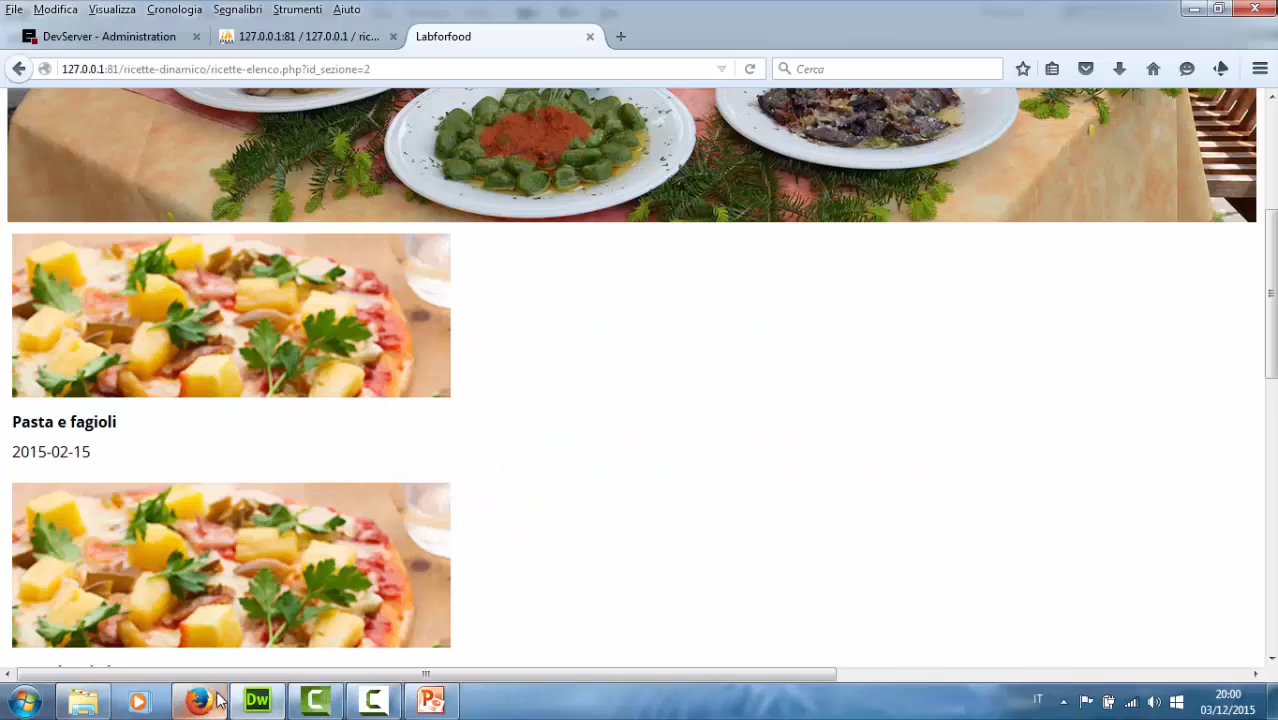 File Modifica Visualizza Cronologia Segnalibri Strumenti Aiuto
DevServer - Administration
127.0.0.1:81 / 127.0.0.1 / ric...
Labforfood
127.0.0.1:81/ricette-dinamico/ricette-elenco.php?id_sezione=2
Cerca
Pasta e fagioli
2015-02-15
Dw
IT
20:00
03/12/2015